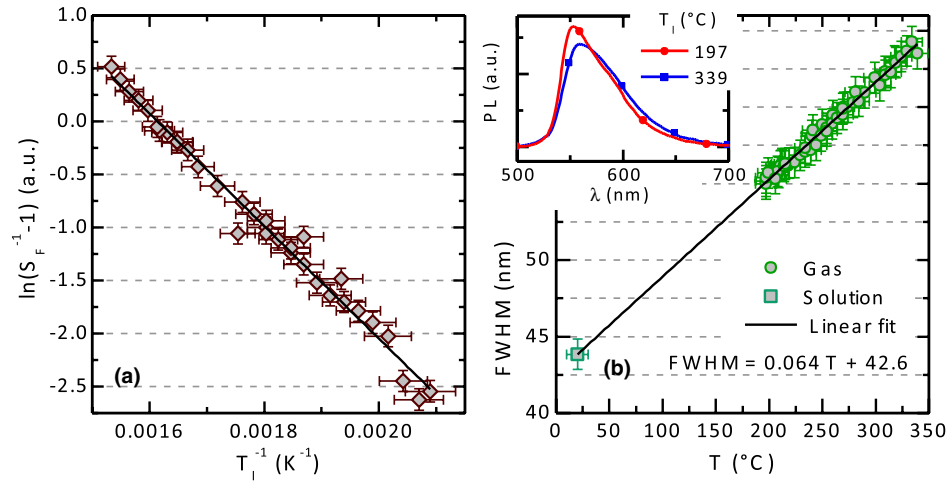 0.5
0.0
-0.5
-1.0
-1.5
-2.0
-2.5
ln(S_F^-1-1) (a.u.)
(a)
0.0016
0.0018
0.0020
T_I^-1 (K^-1)
PL (a.u.)
T_I (°C)
197
339
500
600
700
λ (nm)
FWHM (nm)
50
45
40
Gas
Solution
Linear fit
(b)
FWHM = 0.064 T + 42.6
0
50
100
150
200
250
300
350
T (°C)